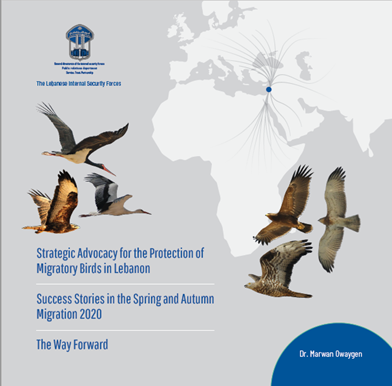 The Lebanese Internal Security Forces
Strategic Advocacy for the Protection of
Migratory Birds in Lebanon
Success Stories in the Spring and Autumn
Migration 2020
The Way Forward
Dr. Marwan Owaygen